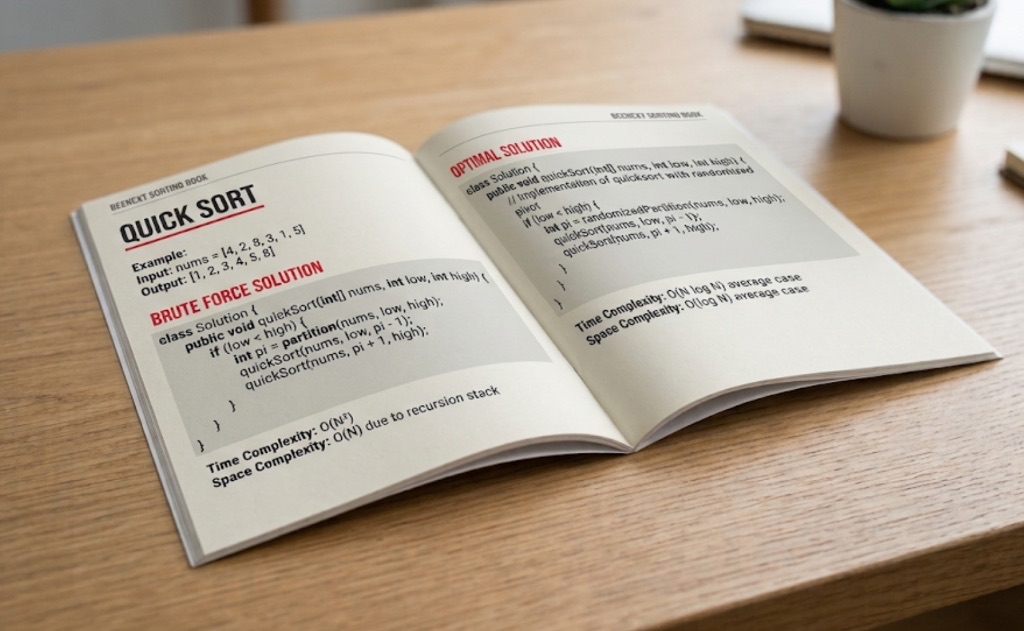 BEENCXT SORTING BOOK
QUICK SORT
Example:
Input: nums = [4, 2, 8, 3, 1, 5]
Output: [1, 2, 3, 4, 5, 8]
BRUTE FORCE SOLUTION
class Solution {
public void quickSort(int[] nums, int low, int high) {
if (low < high) {
int pi = partition(nums, low, high);
quickSort(nums, low, pi - 1);
quickSort(nums, pi + 1, high);
}
}
}
Time Complexity: O(N²)
Space Complexity: O(N) due to recursion stack
BEENCXT SORTING BOOK
OPTIMAL SOLUTION
class Solution {
public void quickSort(int[] nums, int low, int high) {
// Implementation of quicksort with randomized
pivot
if (low < high) {
int pi = randomizedPartition(nums, low, high);
quickSort(nums, low, pi - 1);
quickSort(nums, pi + 1, high);
}
}
}
Time Complexity: O(N log N) average case
Space Complexity: O(log N) average case